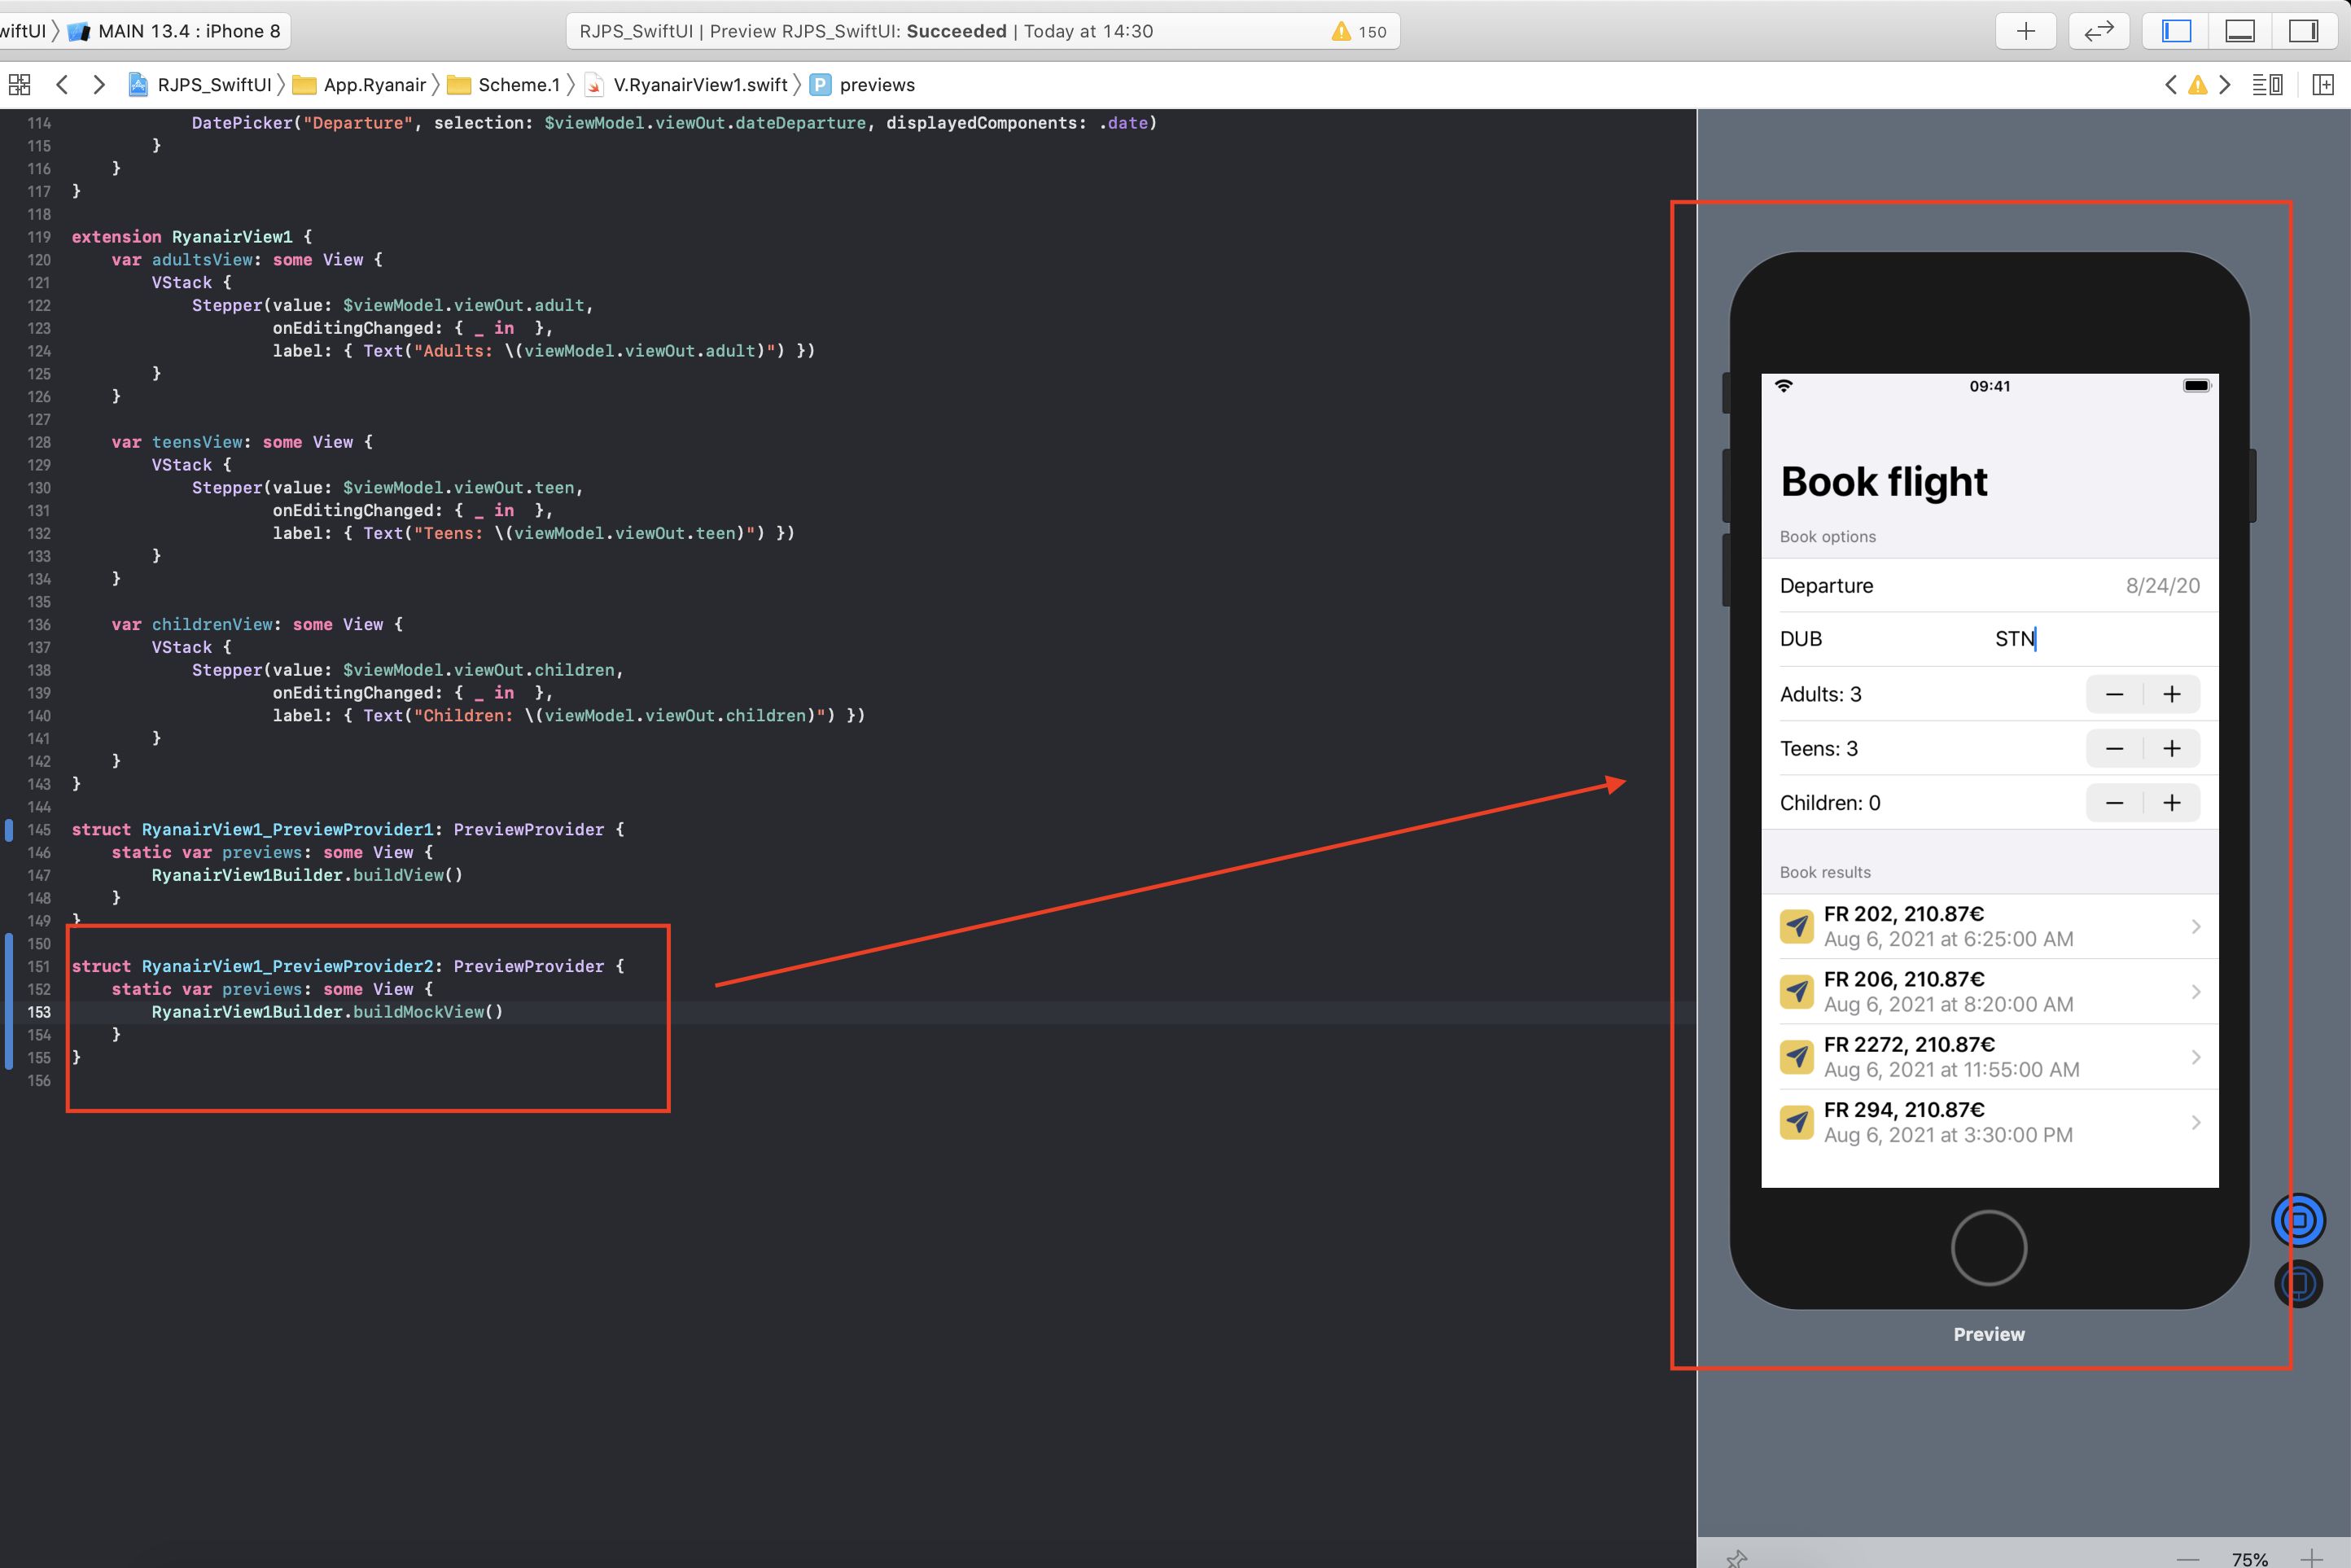 wiftUI 〉 MAIN 13.4 : iPhone 8
RJPS_SwiftUI | Preview RJPS_SwiftUI: Succeeded | Today at 14:30
150
RJPS_SwiftUI 〉 App.Ryanair 〉 Scheme.1 〉 V.RyanairView1.swift 〉 P previews
114 DatePicker("Departure", selection: $viewModel.viewOut.dateDeparture, displayedComponents: .date)
115 }
116 }
117 }
118
119 extension RyanairView1 {
120 var adultsView: some View {
121 VStack {
122 Stepper(value: $viewModel.viewOut.adult,
123 onEditingChanged: { _ in  },
124 label: { Text("Adults: \(viewModel.viewOut.adult)") })
125 }
126 }
127
128 var teensView: some View {
129 VStack {
130 Stepper(value: $viewModel.viewOut.teen,
131 onEditingChanged: { _ in  },
132 label: { Text("Teens: \(viewModel.viewOut.teen)") })
133 }
134 }
135
136 var childrenView: some View {
137 VStack {
138 Stepper(value: $viewModel.viewOut.children,
139 onEditingChanged: { _ in  },
140 label: { Text("Children: \(viewModel.viewOut.children)") })
141 }
142 }
143 }
144
145 struct RyanairView1_PreviewProvider1: PreviewProvider {
146 static var previews: some View {
147 RyanairView1Builder.buildView()
148 }
149 }
150
151 struct RyanairView1_PreviewProvider2: PreviewProvider {
152 static var previews: some View {
153 RyanairView1Builder.buildMockView()
154 }
155 }
156
09:41
Book flight
Book options
Departure 8/24/20
DUB STN
Adults: 3 − +
Teens: 3 − +
Children: 0 − +
Book results
FR 202, 210.87€
Aug 6, 2021 at 6:25:00 AM
FR 206, 210.87€
Aug 6, 2021 at 8:20:00 AM
FR 2272, 210.87€
Aug 6, 2021 at 11:55:00 AM
FR 294, 210.87€
Aug 6, 2021 at 3:30:00 PM
Preview
75%